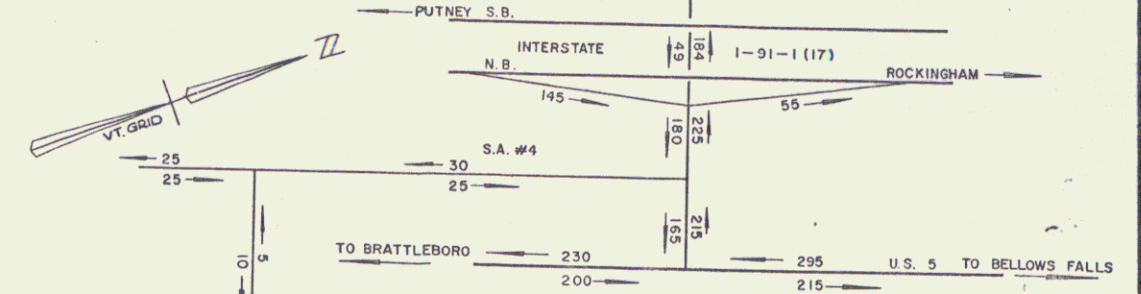 PUTNEY S.B.
INTERSTATE
49
184
I-91-1 (17)
N.B.
ROCKINGHAM
145
55
VT. GRID
N
180
225
S.A. #4
25
30
25
25
165
215
5
10
TO BRATTLEBORO
230
295
U.S. 5 TO BELLOWS FALLS
200
215